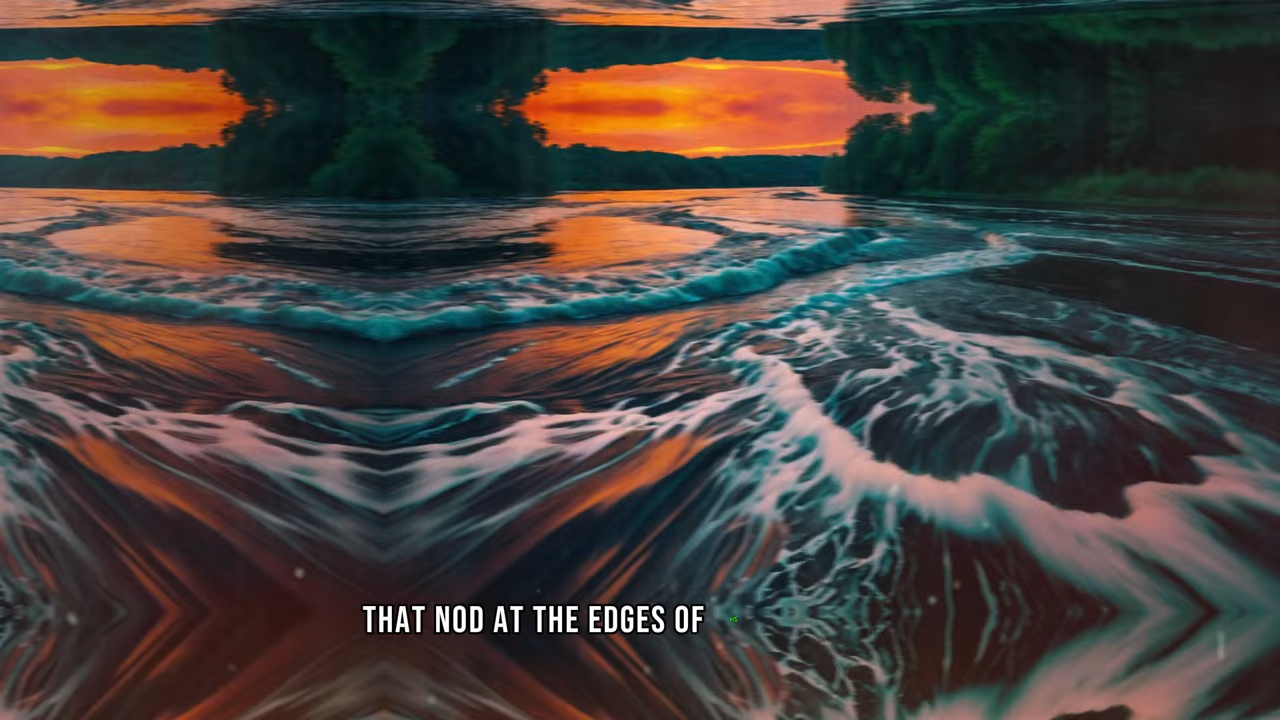 THAT NOD AT THE EDGES OF